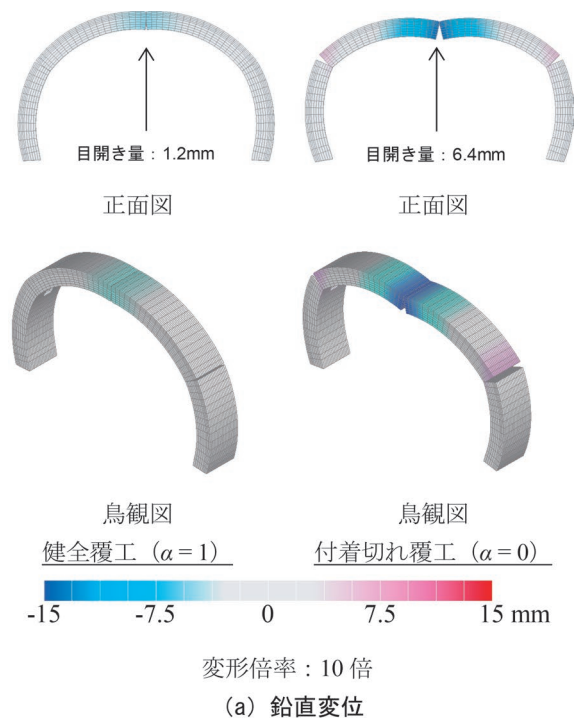 目開き量：1.2mm 目開き量：6.4mm
正面図 正面図
鳥観図 鳥観図
健全覆工（α = 1） 付着切れ覆工（α = 0）
-15 -7.5 0 7.5 15 mm
変形倍率：10 倍
(a) 鉛直変位